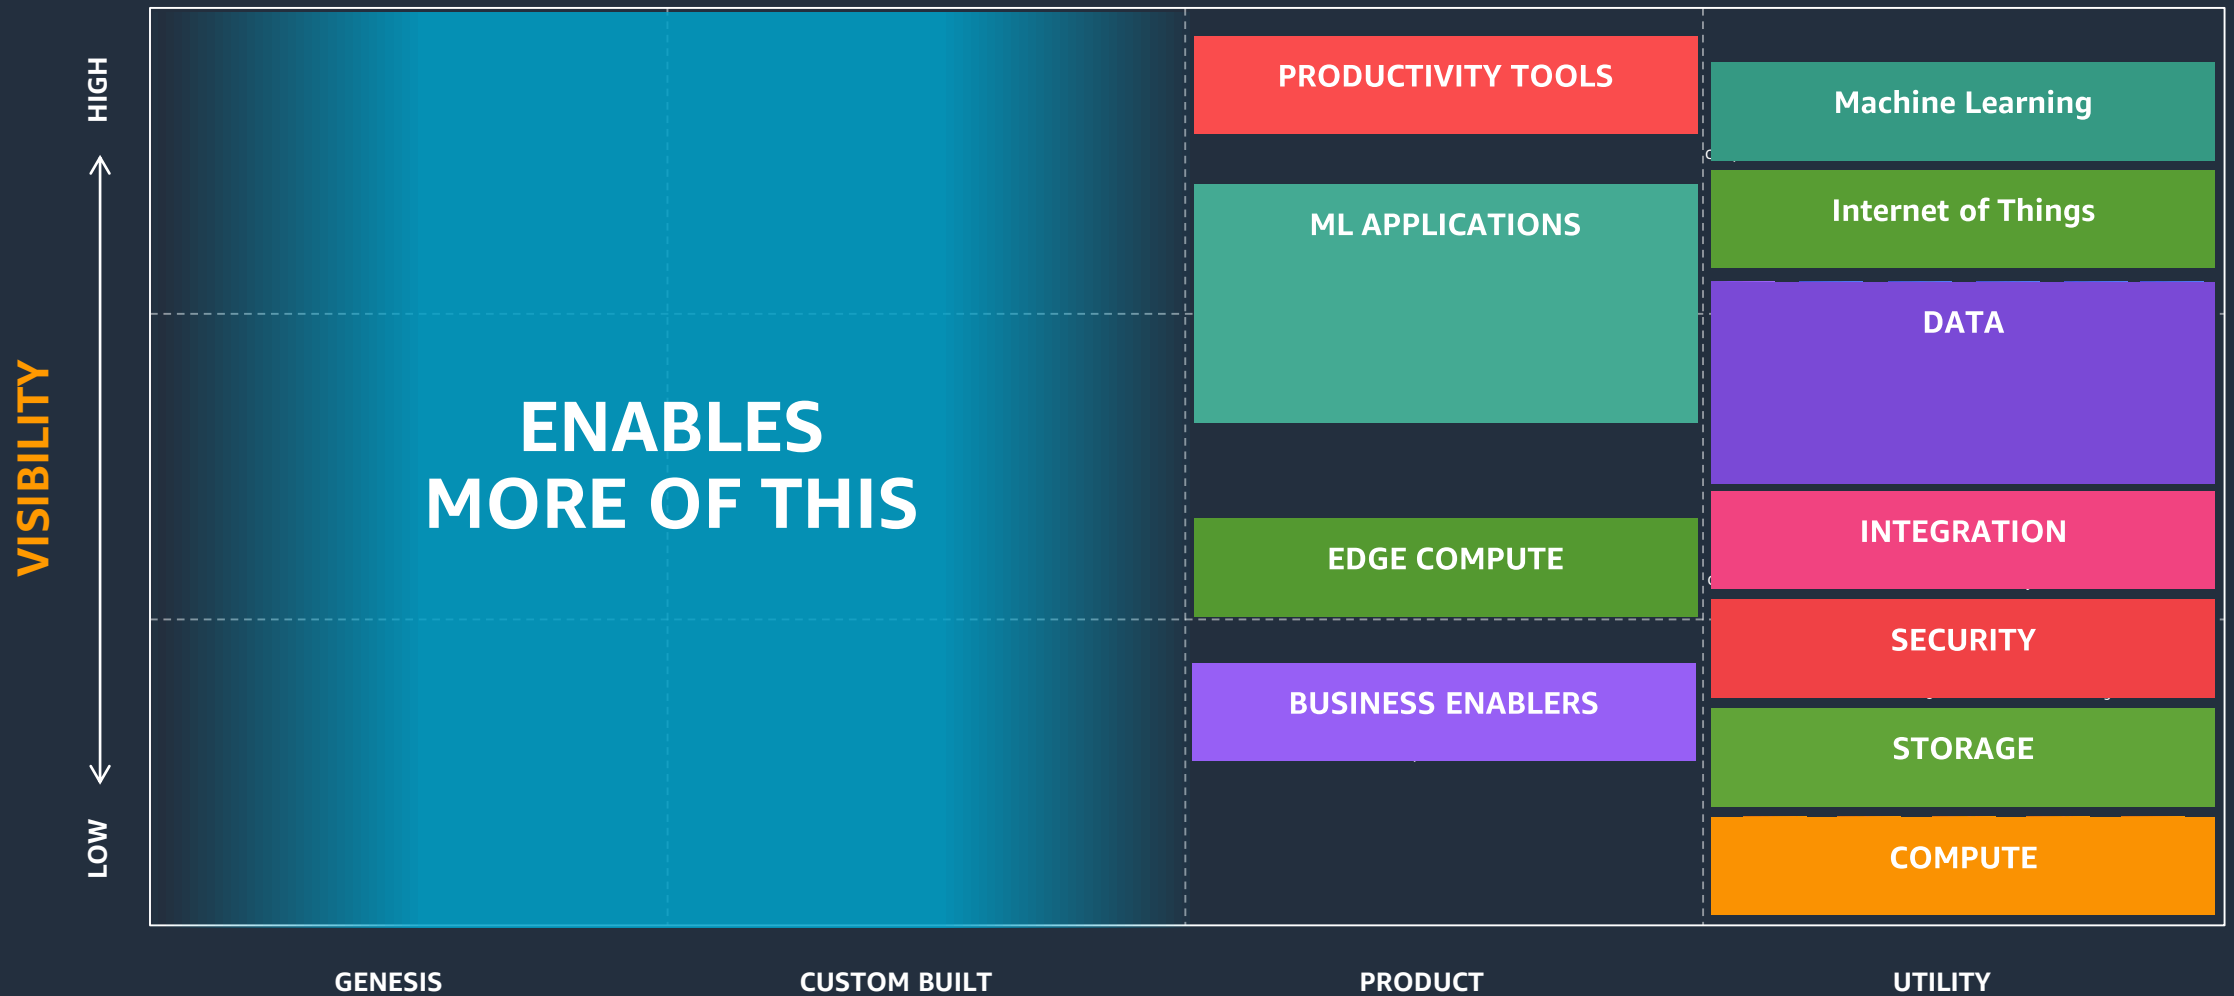 HIGH
VISIBILITY
LOW
ENABLES
MORE OF THIS
PRODUCTIVITY TOOLS
ML APPLICATIONS
EDGE COMPUTE
BUSINESS ENABLERS
Machine Learning
Internet of Things
DATA
INTEGRATION
SECURITY
STORAGE
COMPUTE
GENESIS
CUSTOM BUILT
PRODUCT
UTILITY